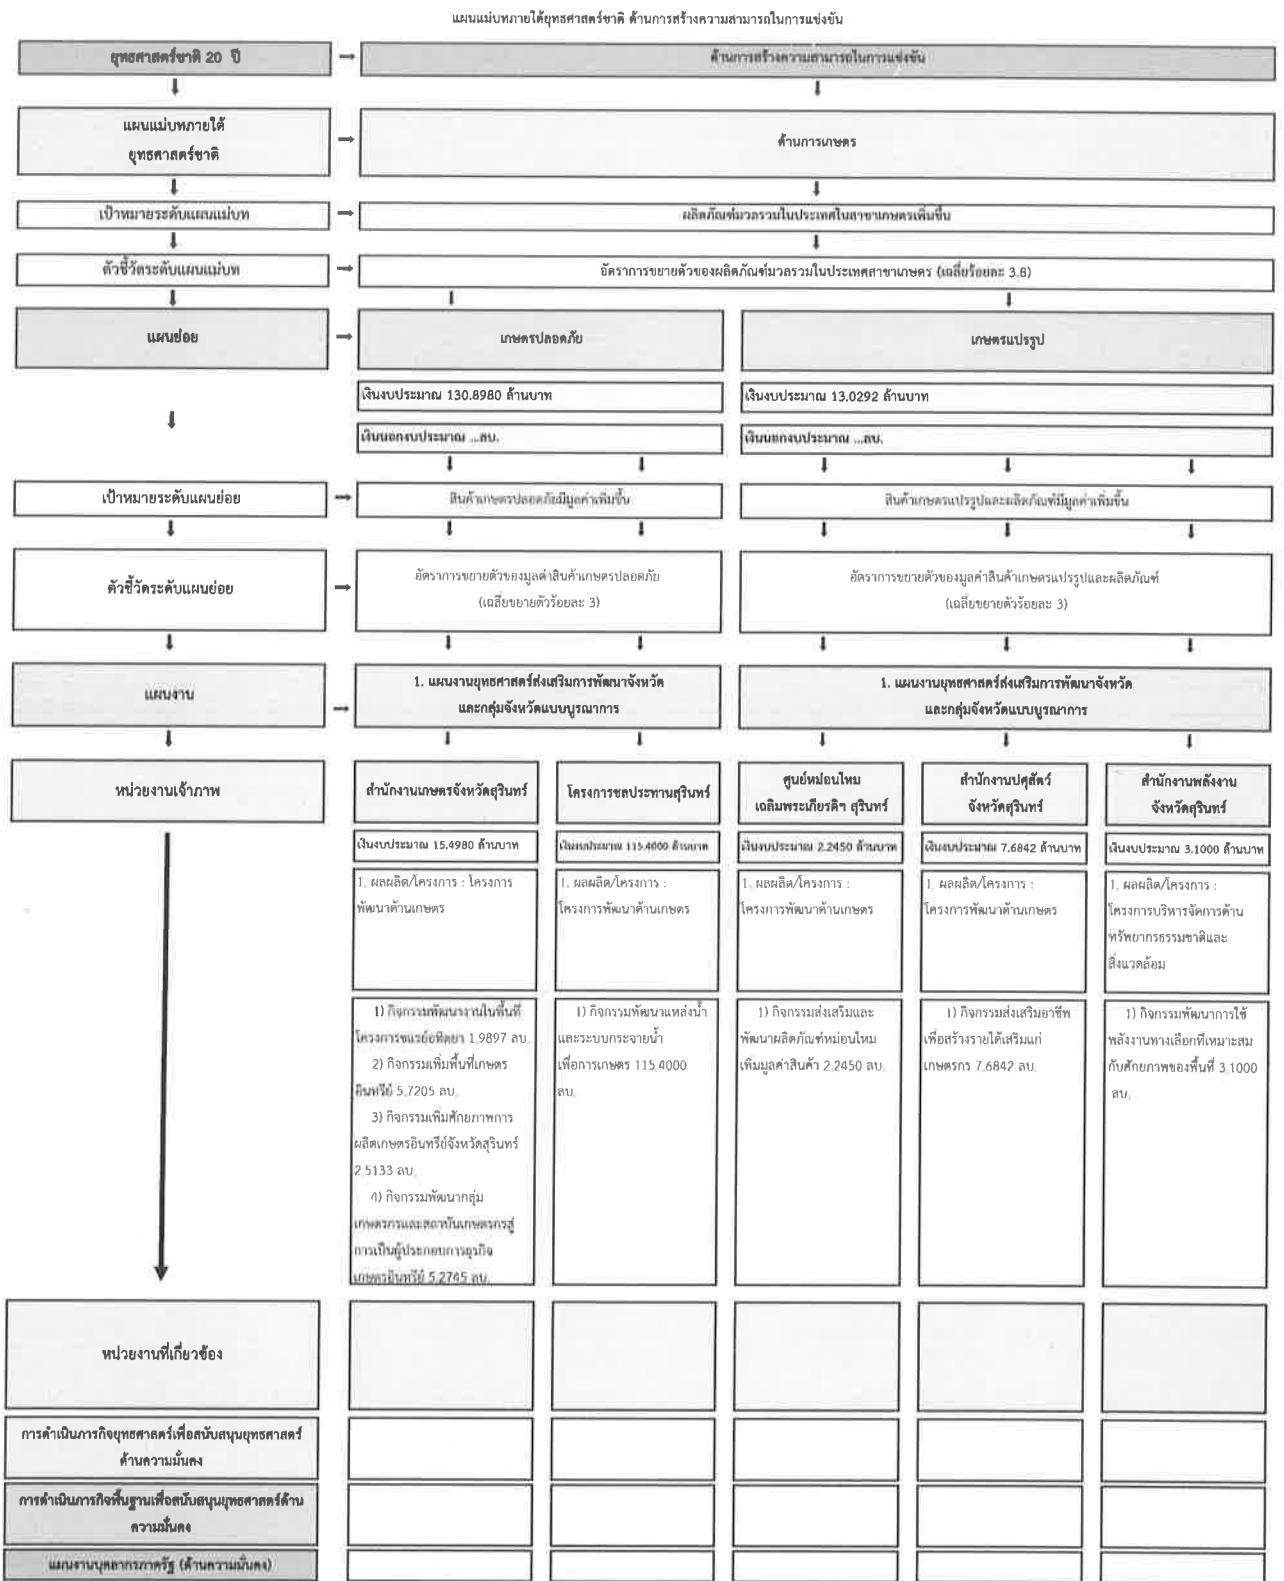 แผนแม่บทภายใต้ยุทธศาสตร์ชาติ ด้านการสร้างความสามารถในการแข่งขัน
ยุทธศาสตร์ชาติ 20 ปี
ด้านการสร้างความสามารถในการแข่งขัน
แผนแม่บทภายใต้
ยุทธศาสตร์ชาติ
ด้านการเกษตร
เป้าหมายระดับแผนแม่บท
ผลิตภัณฑ์มวลรวมในประเทศในสาขาเกษตรเพิ่มขึ้น
ตัวชี้วัดระดับแผนแม่บท
อัตราการขยายตัวของผลิตภัณฑ์มวลรวมในประเทศสาขาเกษตร (เฉลี่ยร้อยละ 3.8)
แผนย่อย
เกษตรปลอดภัย
เกษตรแปรรูป
เงินงบประมาณ 130.8980 ล้านบาท
เงินงบประมาณ 13.0292 ล้านบาท
เงินนอกงบประมาณ ...ลบ.
เงินนอกงบประมาณ ...ลบ.
เป้าหมายระดับแผนย่อย
สินค้าเกษตรปลอดภัยมีมูลค่าเพิ่มขึ้น
สินค้าเกษตรแปรรูปและผลิตภัณฑ์มีมูลค่าเพิ่มขึ้น
ตัวชี้วัดระดับแผนย่อย
อัตราการขยายตัวของมูลค่าสินค้าเกษตรปลอดภัย
(เฉลี่ยขยายตัวร้อยละ 3)
อัตราการขยายตัวของมูลค่าสินค้าเกษตรแปรรูปและผลิตภัณฑ์
(เฉลี่ยขยายตัวร้อยละ 3)
แผนงาน
1. แผนงานยุทธศาสตร์ส่งเสริมการพัฒนาจังหวัด
และกลุ่มจังหวัดแบบบูรณาการ
1. แผนงานยุทธศาสตร์ส่งเสริมการพัฒนาจังหวัด
และกลุ่มจังหวัดแบบบูรณาการ
หน่วยงานเจ้าภาพ
สำนักงานเกษตรจังหวัดสุรินทร์
โครงการชลประทานสุรินทร์
ศูนย์หม่อนไหม
เฉลิมพระเกียรติฯ สุรินทร์
สำนักงานปศุสัตว์
จังหวัดสุรินทร์
สำนักงานพลังงาน
จังหวัดสุรินทร์
เงินงบประมาณ 15.4980 ล้านบาท
เงินงบประมาณ 115.4000 ล้านบาท
เงินงบประมาณ 2.2450 ล้านบาท
เงินงบประมาณ 7.6842 ล้านบาท
เงินงบประมาณ 3.1000 ล้านบาท
1. ผลผลิต/โครงการ : โครงการ
พัฒนาด้านเกษตร
1. ผลผลิต/โครงการ :
โครงการพัฒนาด้านเกษตร
1. ผลผลิต/โครงการ :
โครงการพัฒนาด้านเกษตร
1. ผลผลิต/โครงการ :
โครงการพัฒนาด้านเกษตร
1. ผลผลิต/โครงการ :
โครงการบริหารจัดการด้าน
ทรัพยากรธรรมชาติและ
สิ่งแวดล้อม
1) กิจกรรมพัฒนางานในพื้นที่
โครงการซแรย์อทิตยา 1.9897 ลบ.
2) กิจกรรมเพิ่มพื้นที่เกษตร
อินทรีย์ 5.7205 ลบ.
3) กิจกรรมเพิ่มศักยภาพการ
ผลิตเกษตรอินทรีย์จังหวัดสุรินทร์
2.5133 ลบ.
4) กิจกรรมพัฒนากลุ่ม
เกษตรกรและสถาบันเกษตรกรสู่
การเป็นผู้ประกอบการธุรกิจ
เกษตรอินทรีย์ 5.2745 ลบ.
1) กิจกรรมพัฒนาแหล่งน้ำ
และระบบกระจายน้ำ
เพื่อการเกษตร 115.4000
ลบ.
1) กิจกรรมส่งเสริมและ
พัฒนาผลิตภัณฑ์หม่อนไหม
เพิ่มมูลค่าสินค้า 2.2450 ลบ.
1) กิจกรรมส่งเสริมอาชีพ
เพื่อสร้างรายได้เสริมแก่
เกษตรกร 7.6842 ลบ.
1) กิจกรรมพัฒนาการใช้
พลังงานทางเลือกที่เหมาะสม
กับศักยภาพของพื้นที่ 3.1000
ลบ.
หน่วยงานที่เกี่ยวข้อง
การดำเนินภารกิจยุทธศาสตร์เพื่อสนับสนุนยุทธศาสตร์
ด้านความมั่นคง
การดำเนินภารกิจพื้นฐานเพื่อสนับสนุนยุทธศาสตร์ด้าน
ความมั่นคง
แผนงานบุคลากรภาครัฐ (ด้านความมั่นคง)